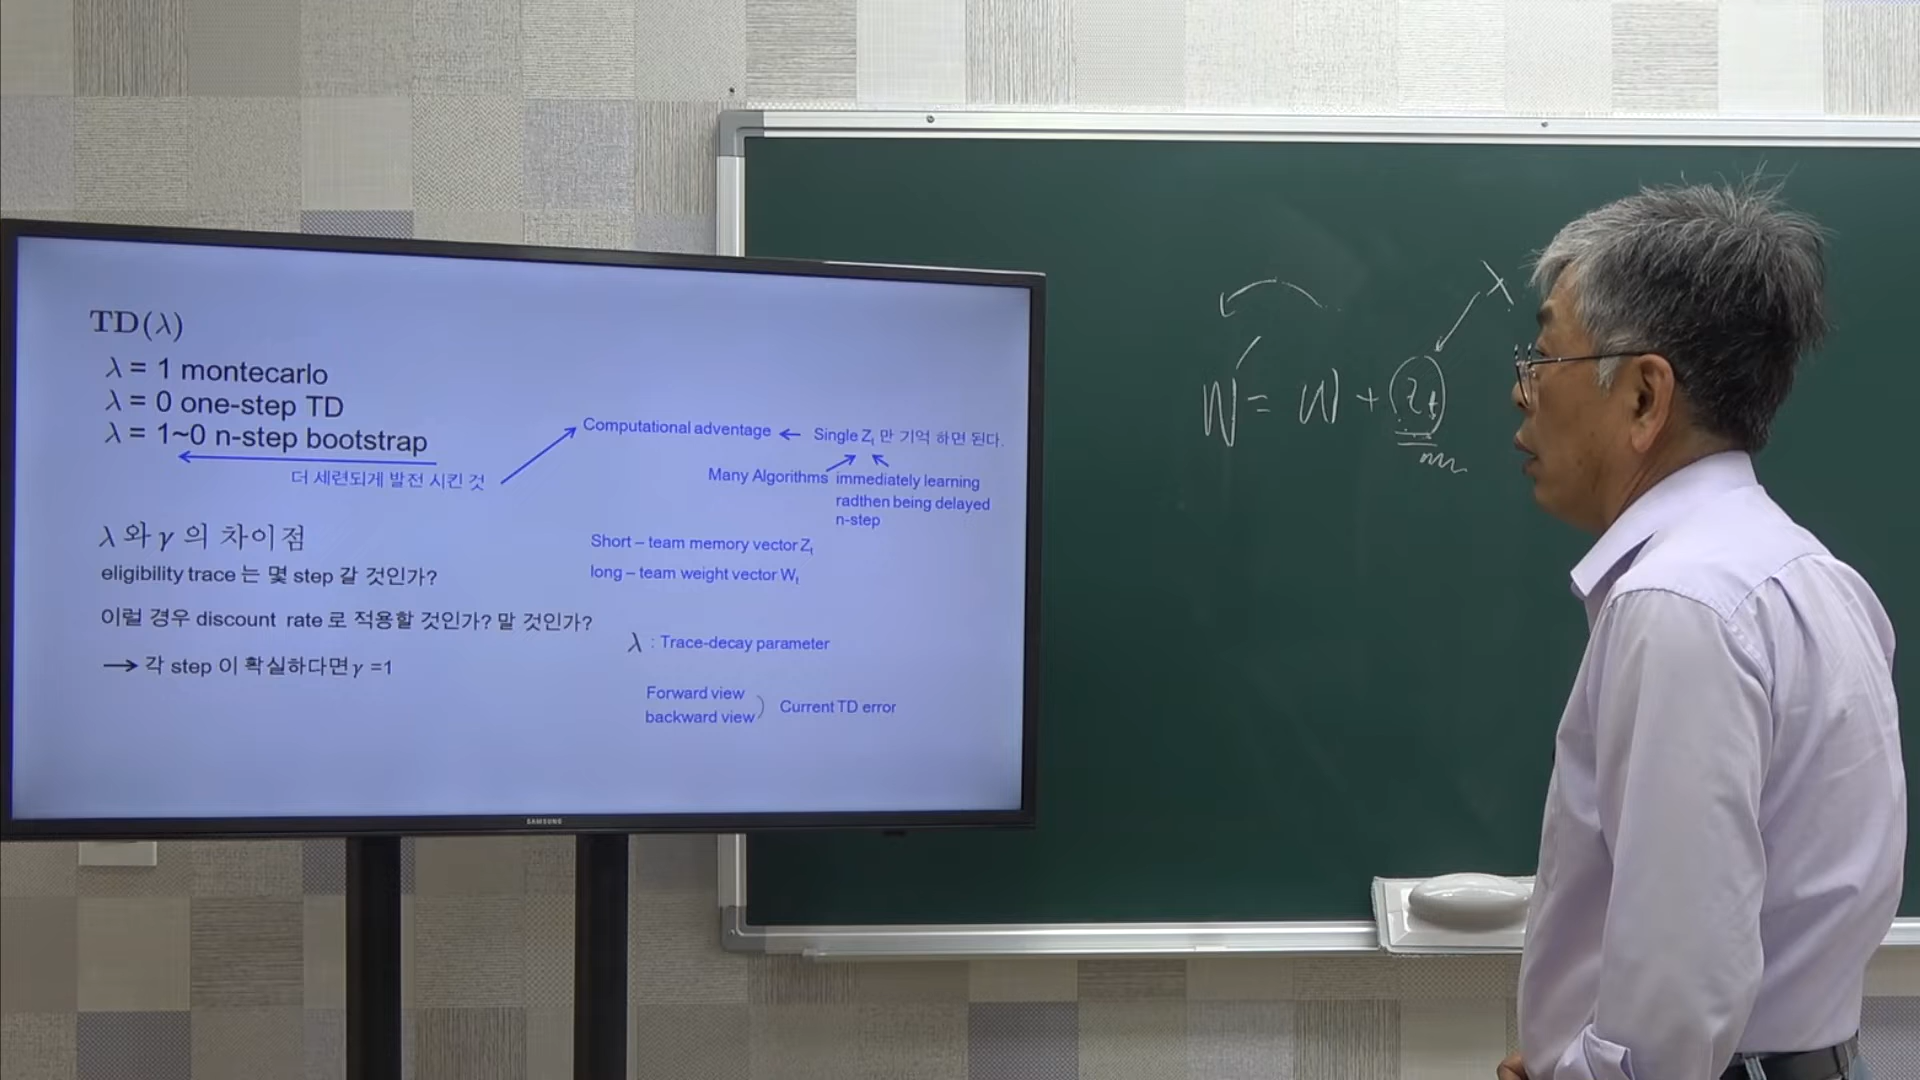 TD(λ)
λ = 1 montecarlo
λ = 0 one-step TD
λ = 1~0 n-step bootstrap
더 세련되게 발전 시킨 것
Computational adventage ← Single Zt 만 기억 하면 된다.
Many Algorithms immediately learning
radthen being delayed
n-step
λ 와 γ 의 차이점
eligibility trace 는 몇 step 갈 것인가?
이럴 경우 discount rate 로 적용할 것인가? 말 것인가?
→ 각 step 이 확실하다면 γ =1
Short – team memory vector Zt
long – team weight vector Wt
λ : Trace-decay parameter
Forward view
backward view ) Current TD error
SAMSUNG
λ
W = W + Zt